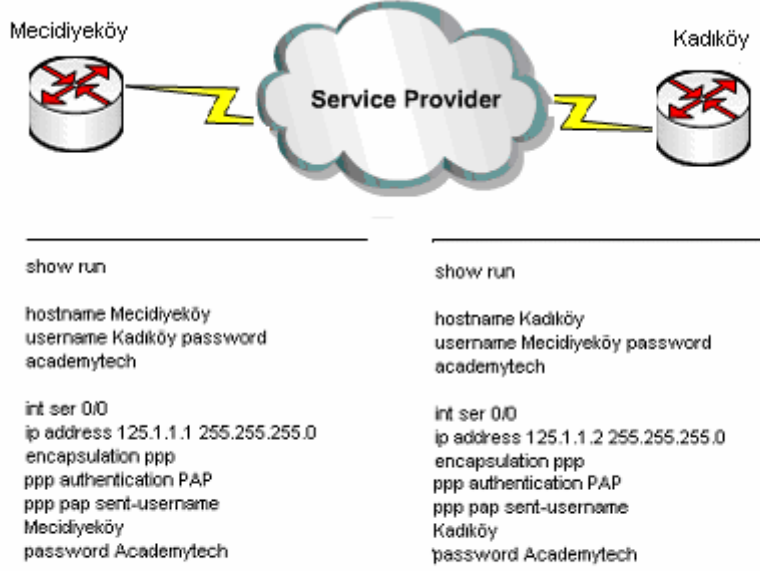 Mecidiyeköy
Kadıköy
Service Provider
show run
hostname Mecidiyeköy
username Kadıköy password
academytech
int ser 0/0
ip address 125.1.1.1 255.255.255.0
encapsulation ppp
ppp authentication PAP
ppp pap sent-username
Mecidiyeköy
password Academytech
show run
hostname Kadıköy
username Mecidiyeköy password
academytech
int ser 0/0
ip address 125.1.1.2 255.255.255.0
encapsulation ppp
ppp authentication PAP
ppp pap sent-username
Kadıköy
password Academytech